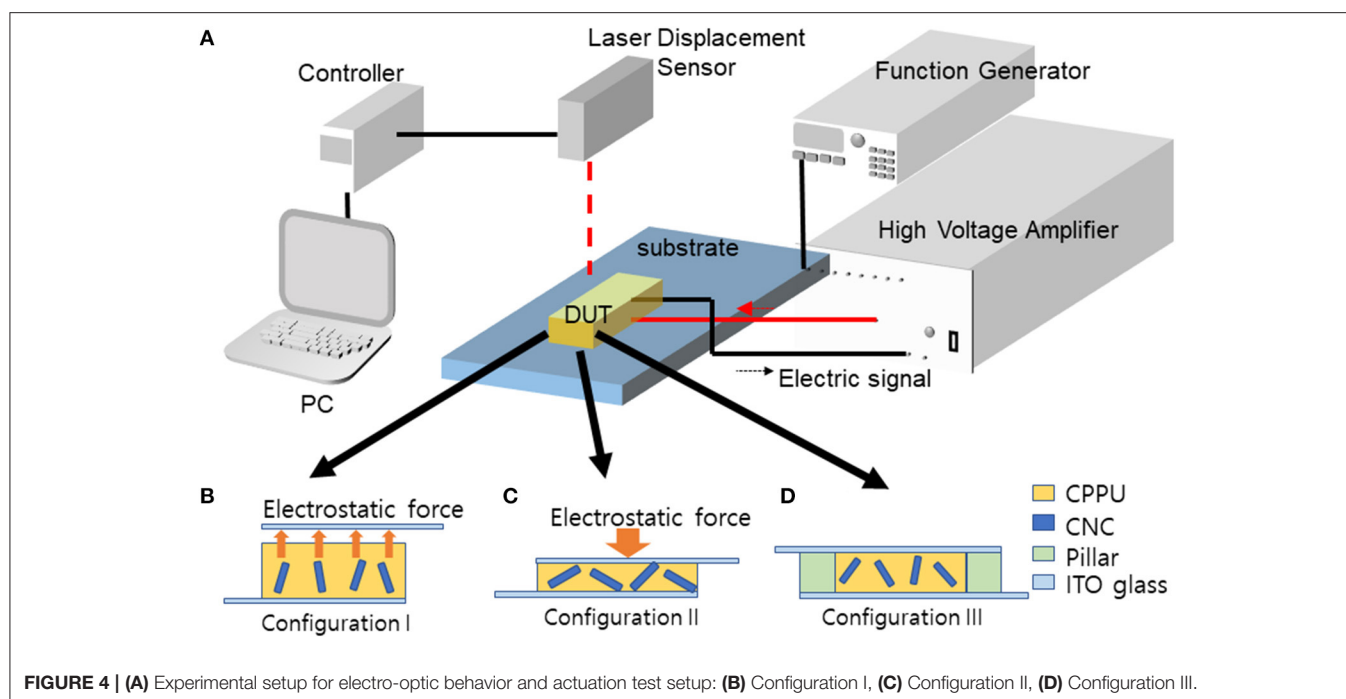 A
Controller
Laser Displacement
Sensor
Function Generator
High Voltage Amplifier
substrate
DUT
Electric signal
PC
B
Electrostatic force
Configuration I
C
Electrostatic force
Configuration II
D
Configuration III
CPPU
CNC
Pillar
ITO glass
FIGURE 4 | (A) Experimental setup for electro-optic behavior and actuation test setup: (B) Configuration I, (C) Configuration II, (D) Configuration III.